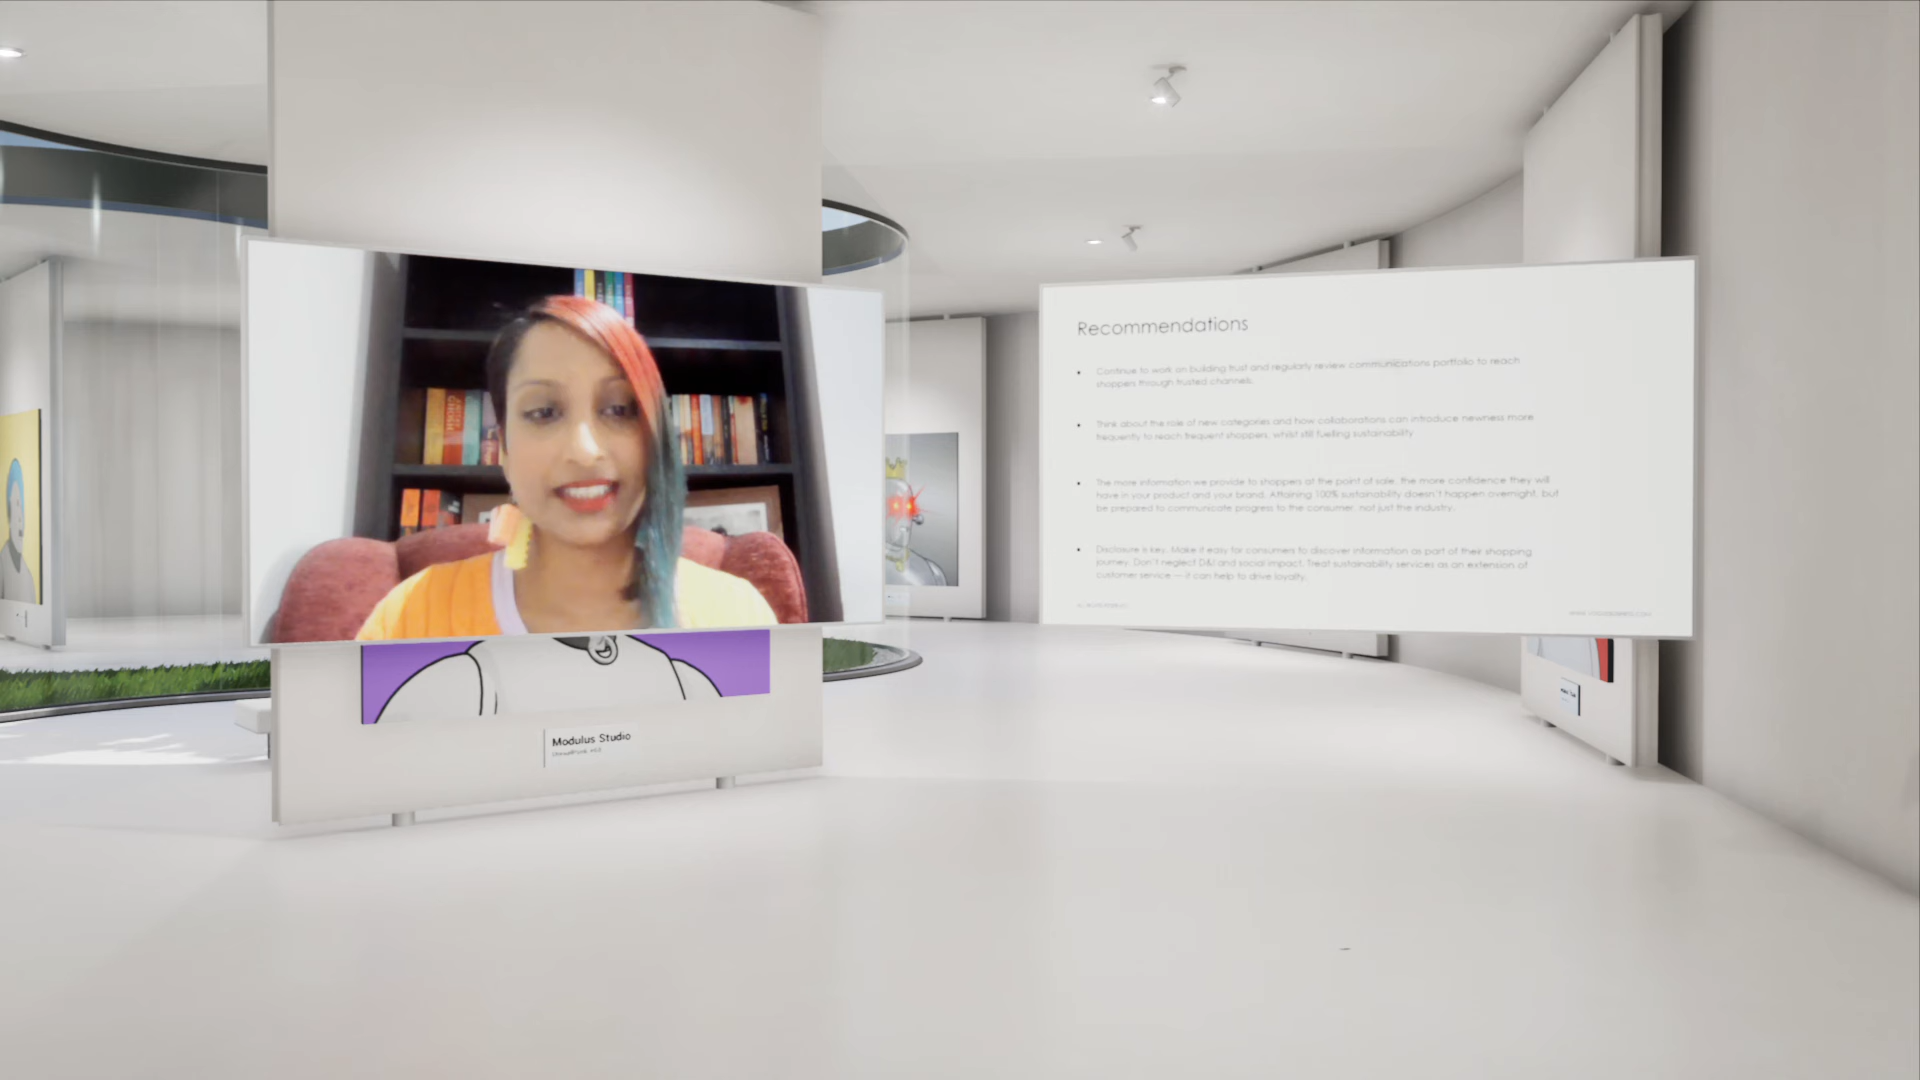 Recommendations
Continue to work on building trust and regularly review communications portfolio to reach
shoppers through trusted channels.
Think about the role of new categories and how collaborations can introduce newness more
frequently to reach frequent shoppers, whilst still fuelling sustainability
The more information we provide to shoppers at the point of sale, the more confidence they will
have in your product and your brand. Attaining 100% sustainability doesn't happen overnight, but
be prepared to communicate progress to the consumer, not just the industry.
Disclosure is key. Make it easy for consumers to discover information as part of their shopping
journey. Don't neglect D&I and social impact. Treat sustainability services as an extension of
customer service — it can help to drive loyalty.
Modulus Studio